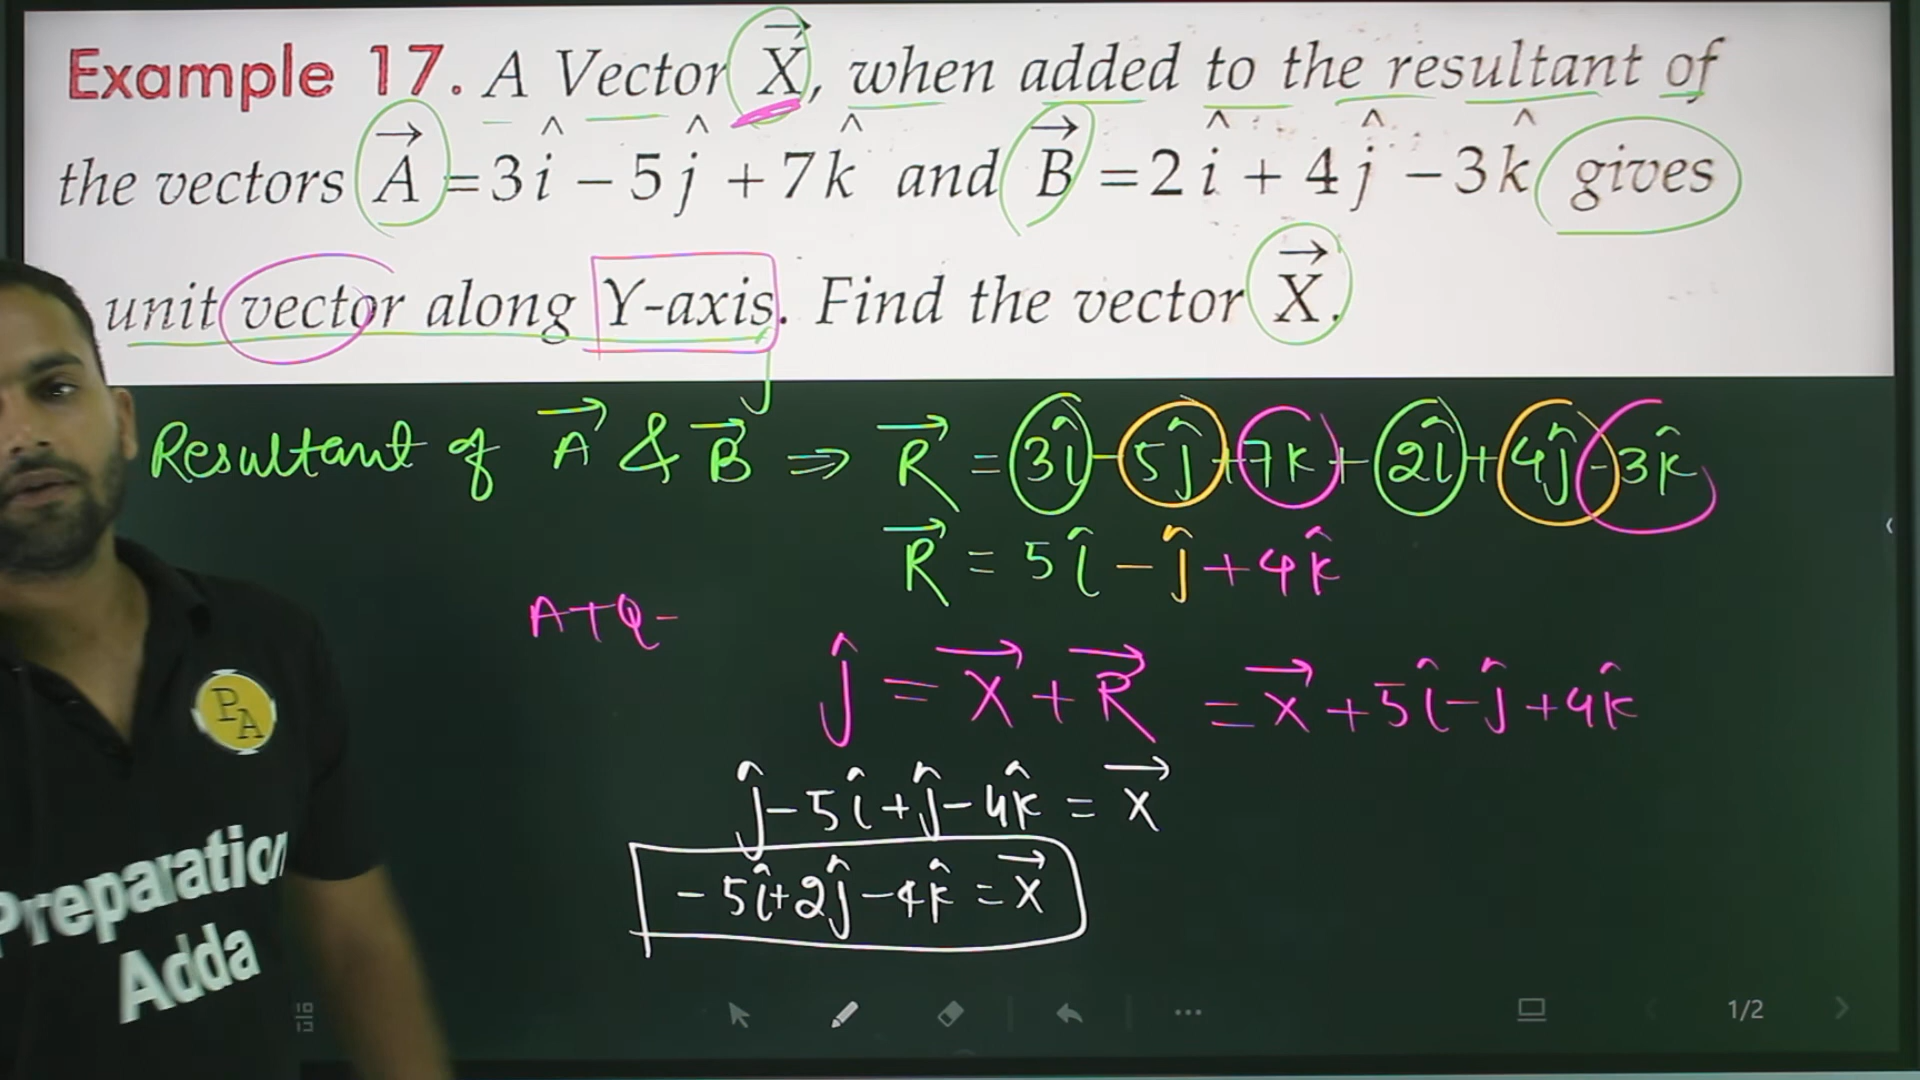 Example 17. A Vector X⃗, when added to the resultant of
the vectors A⃗ = 3î − 5ĵ + 7k̂ and B⃗ = 2î + 4ĵ − 3k̂ gives
unit vector along Y-axis. Find the vector X⃗.
Resultant of A⃗ & B⃗ ⇒ R⃗ = 3î − 5ĵ + 7k + 2î + 4ĵ − 3k̂
R⃗ = 5î − ĵ + 4k̂
ATQ-
ĵ = X⃗ + R⃗ = X⃗ + 5î − ĵ + 4k̂
ĵ − 5î + ĵ − 4k̂ = X⃗
− 5î + 2ĵ − 4k̂ = X⃗
PA
Preparation
Adda
1/2